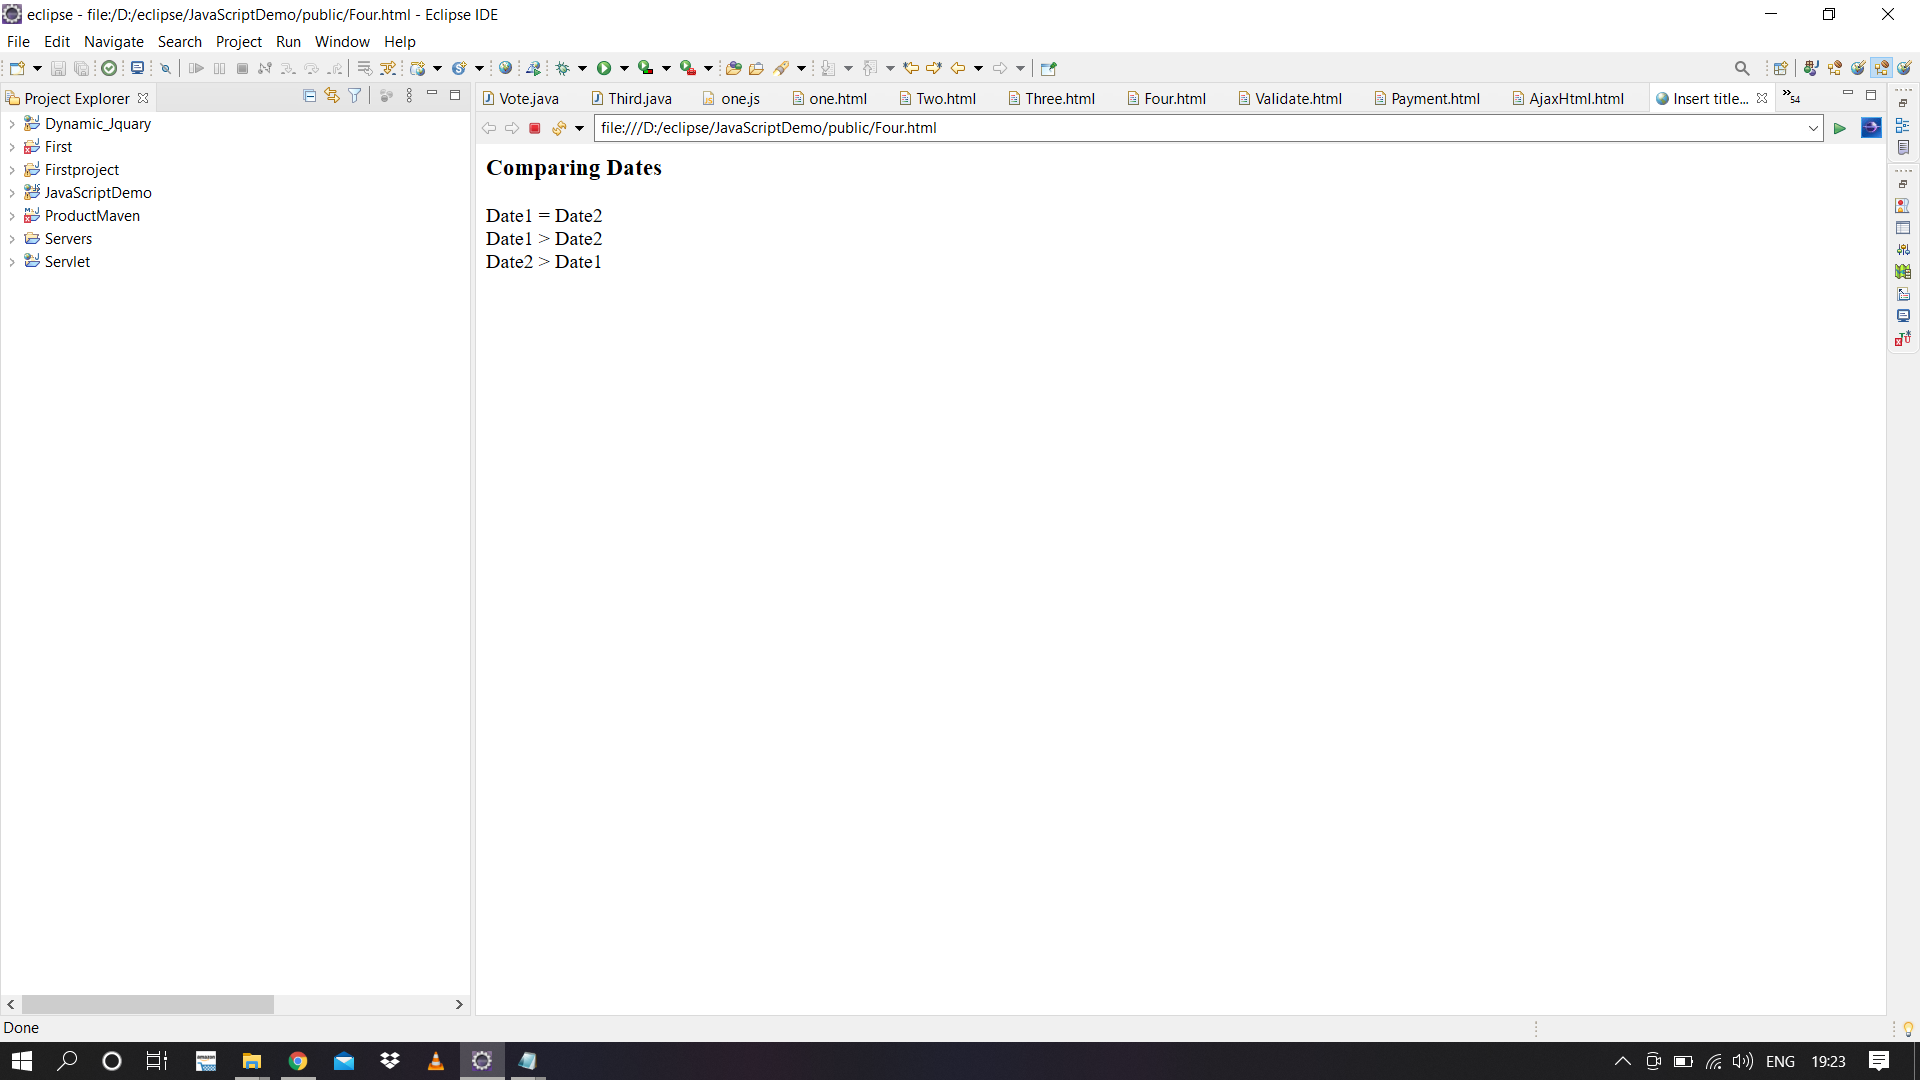 eclipse - file:/D:/eclipse/JavaScriptDemo/public/Four.html - Eclipse IDE
File Edit Navigate Search Project Run Window Help
Project Explorer
Vote.java Third.java one.js one.html Two.html Three.html Four.html Validate.html Payment.html AjaxHtml.html Insert title... »54
file:///D:/eclipse/JavaScriptDemo/public/Four.html
Dynamic_Jquary
First
Firstproject
JavaScriptDemo
ProductMaven
Servers
Servlet
Comparing Dates
Date1 = Date2
Date1 > Date2
Date2 > Date1
Done
ENG 19:23